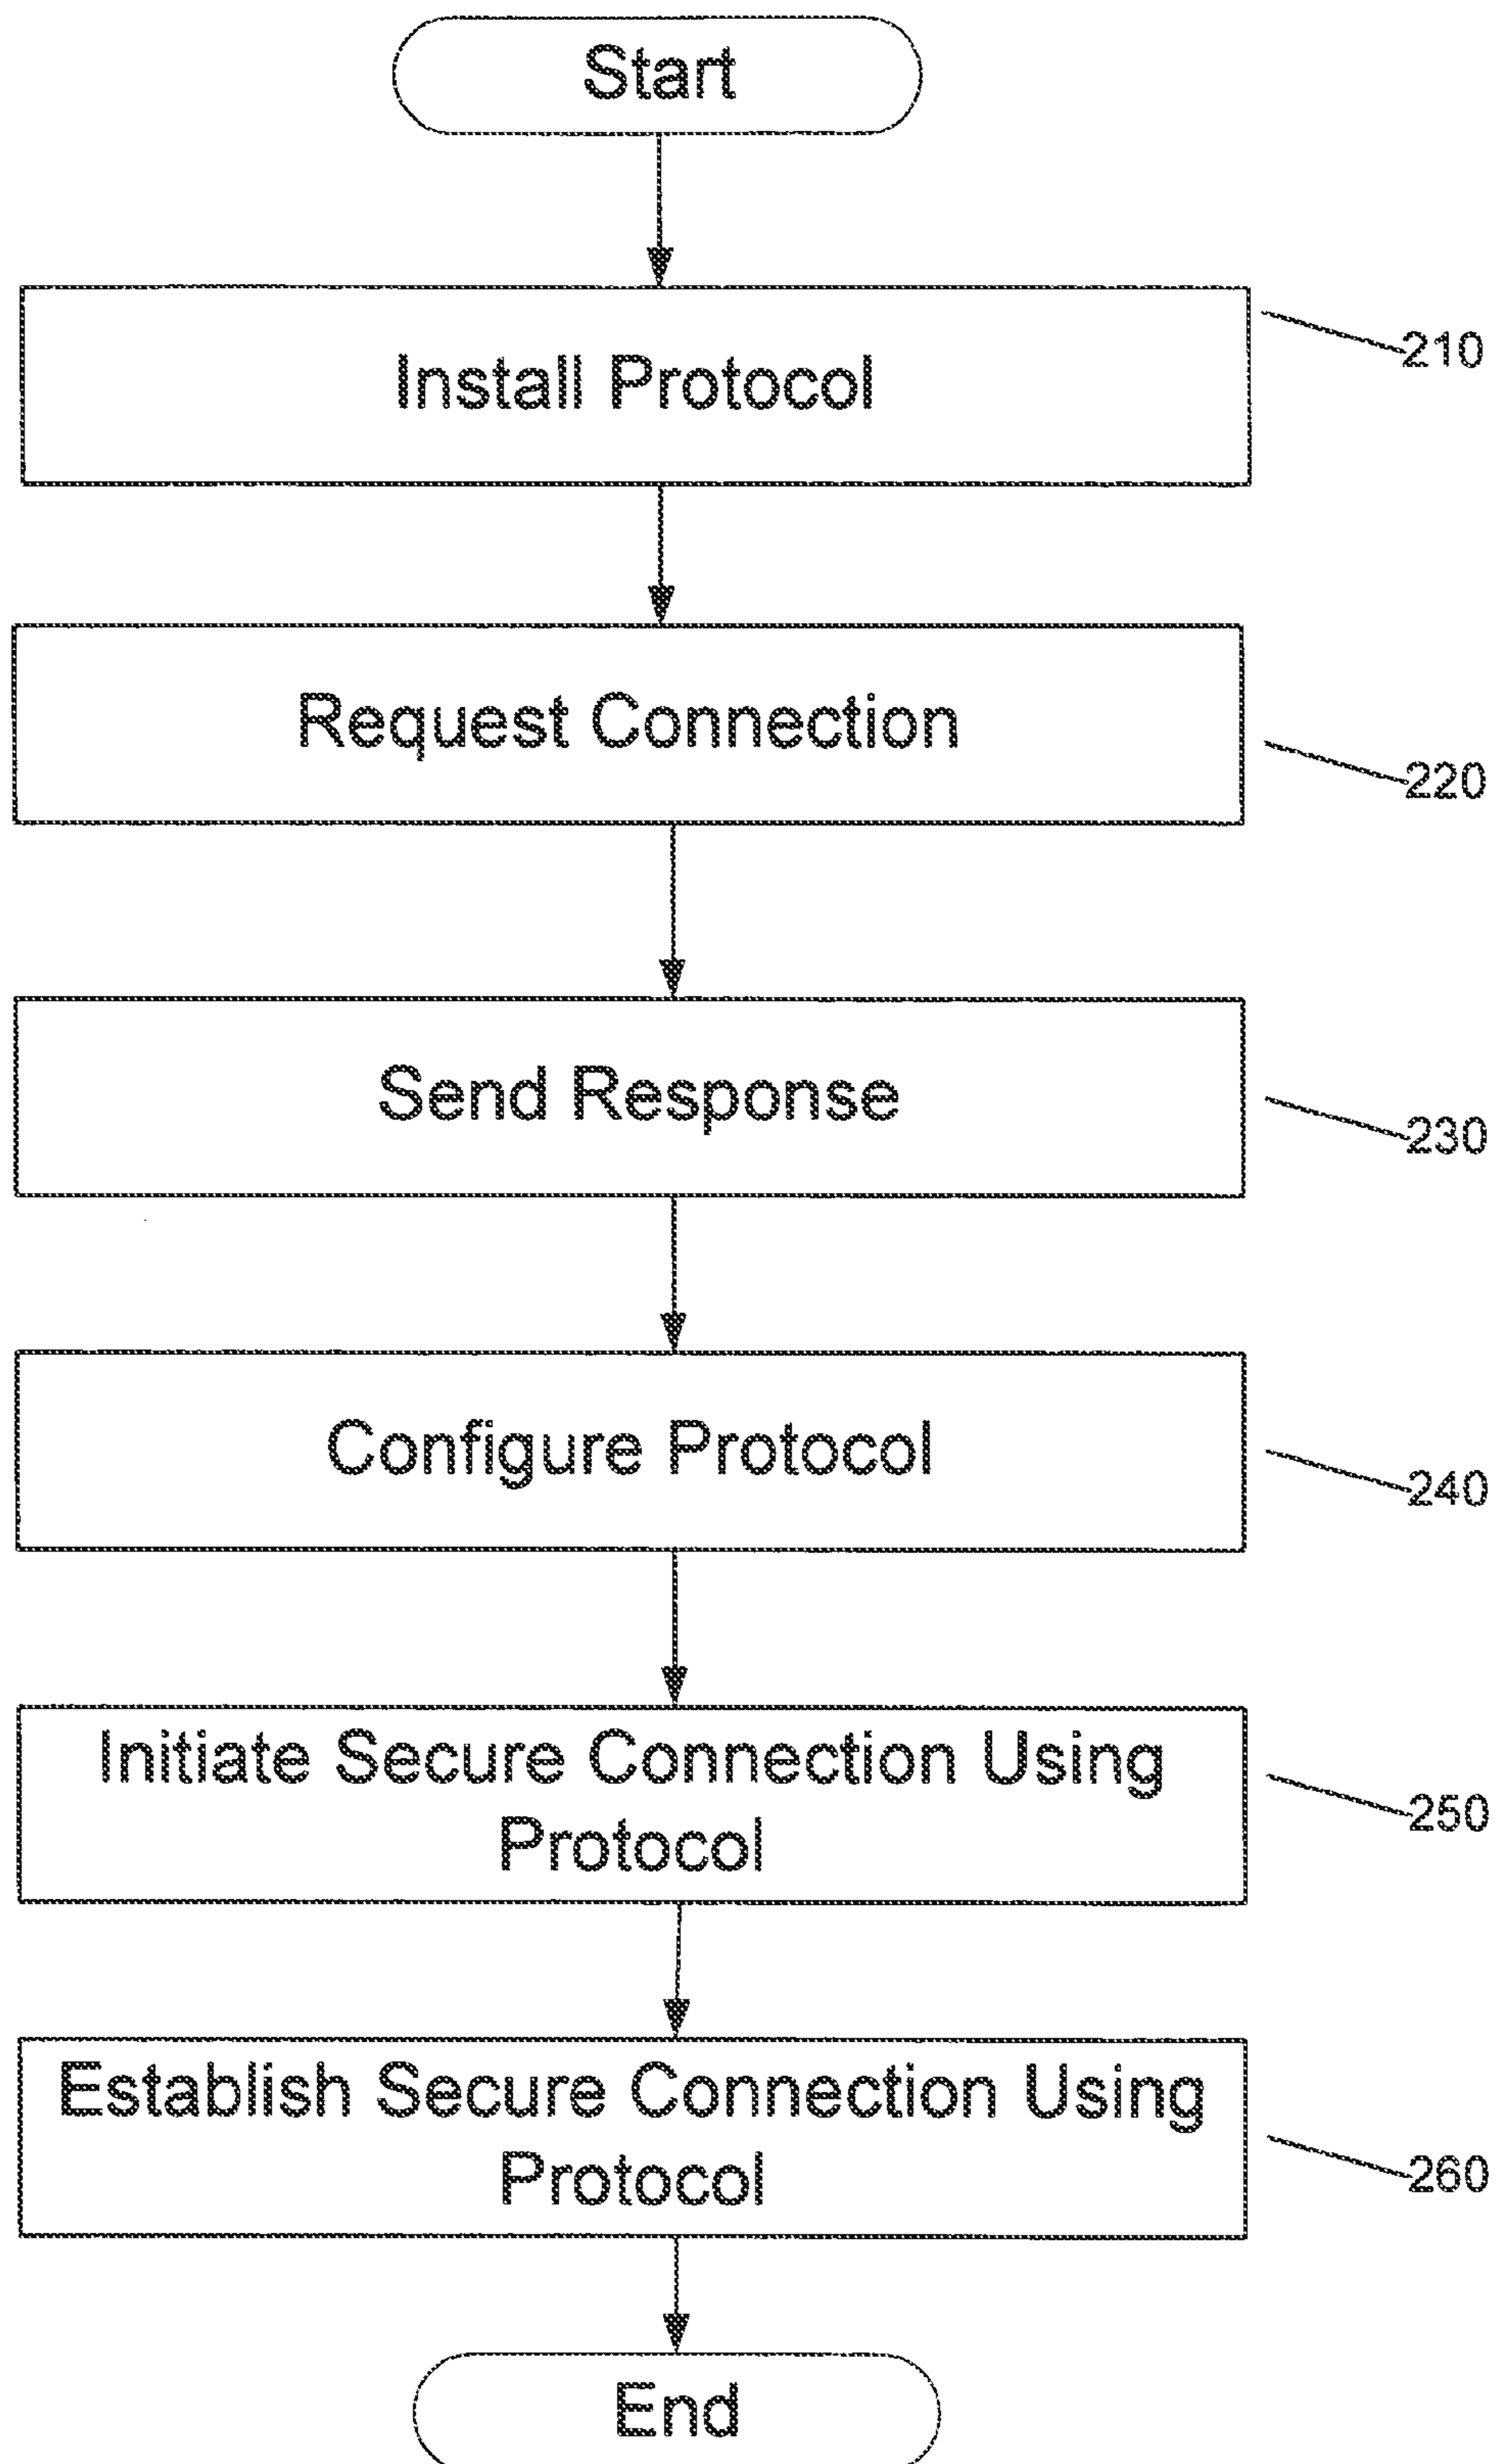 Start
Install Protocol
210
Request Connection
220
Send Response
230
Configure Protocol
240
Initiate Secure Connection Using
Protocol
250
Establish Secure Connection Using
Protocol
260
End